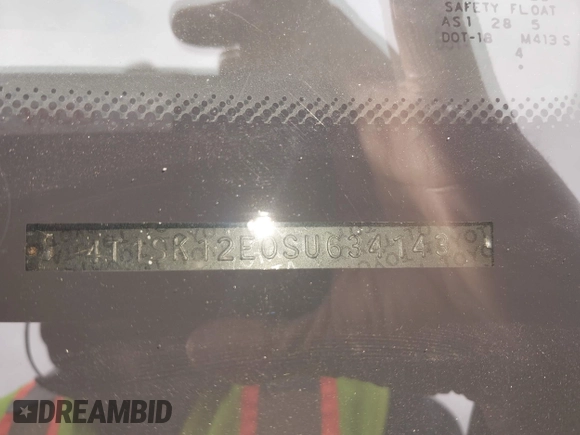 SAFETY FLOAT
AS1 28 5
DOT-18 M413 S
4
4T1SK12E0SU634143
DREAMBID